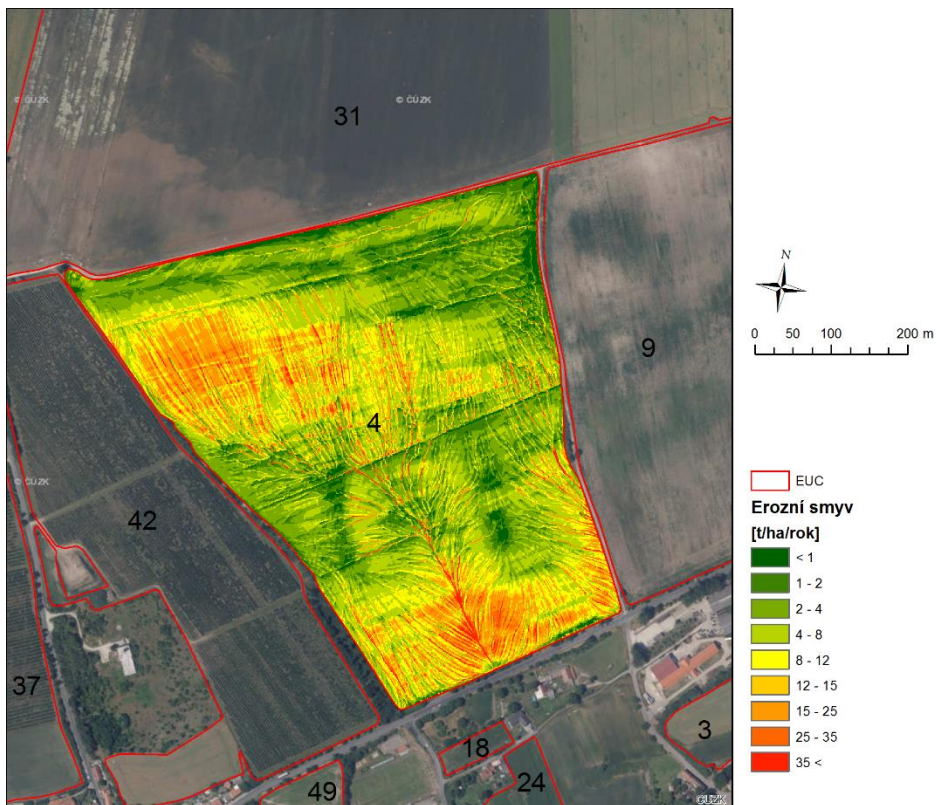 © ČÚZK
© ČÚZK
31
N
0 50 100 200 m
9
4
© ČÚZK
42
37
3
18
24
49
ČÚZK
EUC
Erozní smyv
[t/ha/rok]
< 1
1 - 2
2 - 4
4 - 8
8 - 12
12 - 15
15 - 25
25 - 35
35 <